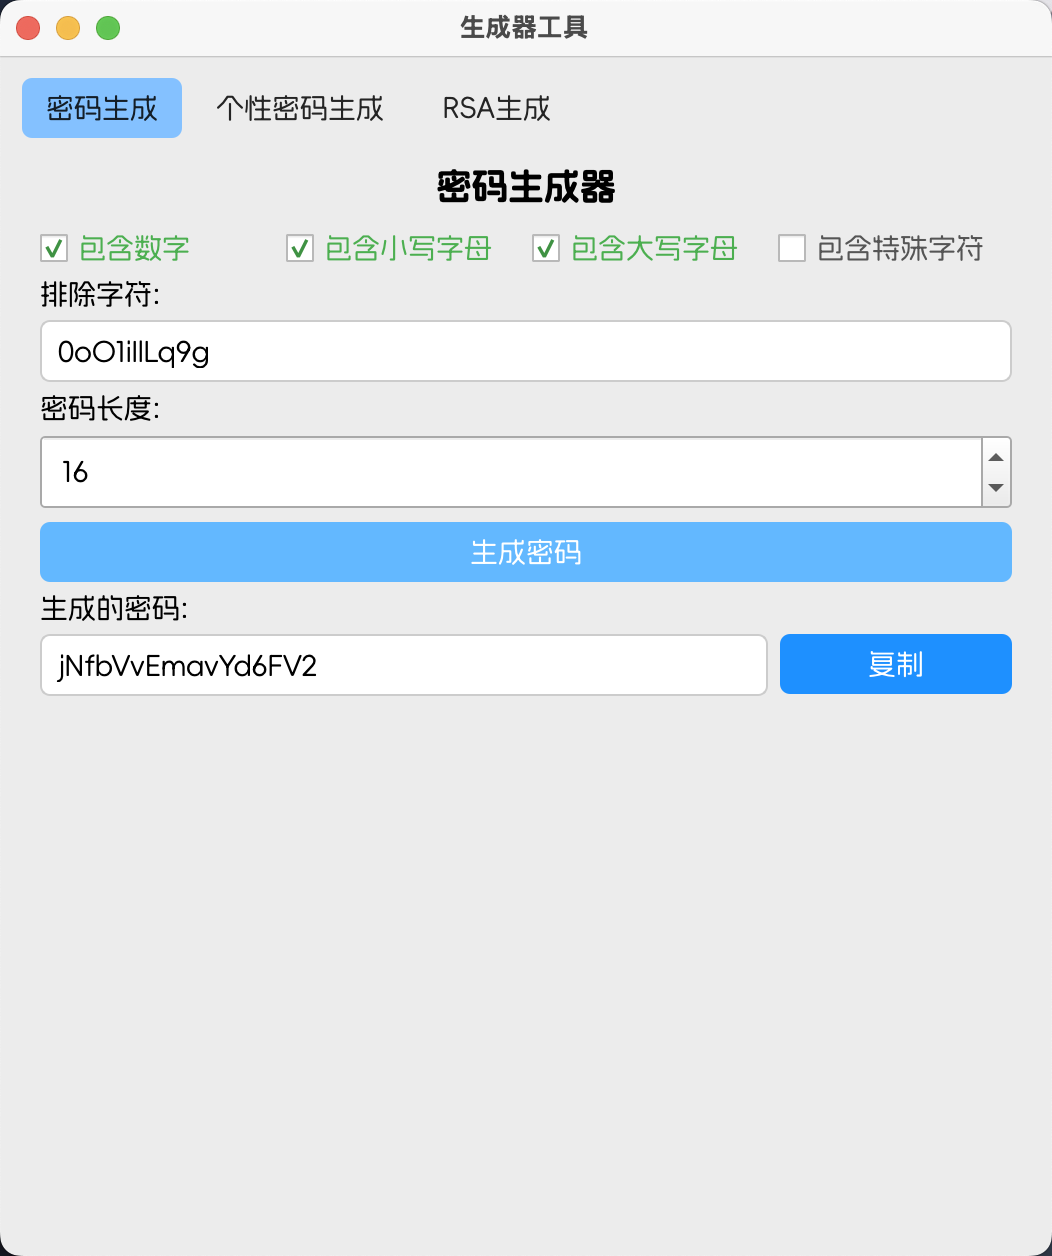 生成器工具
密码生成 个性密码生成 RSA生成
密码生成器
包含数字 包含小写字母 包含大写字母 包含特殊字符
排除字符:
0oO1iIlLq9g
密码长度:
16
生成密码
生成的密码:
jNfbVvEmavYd6FV2 复制